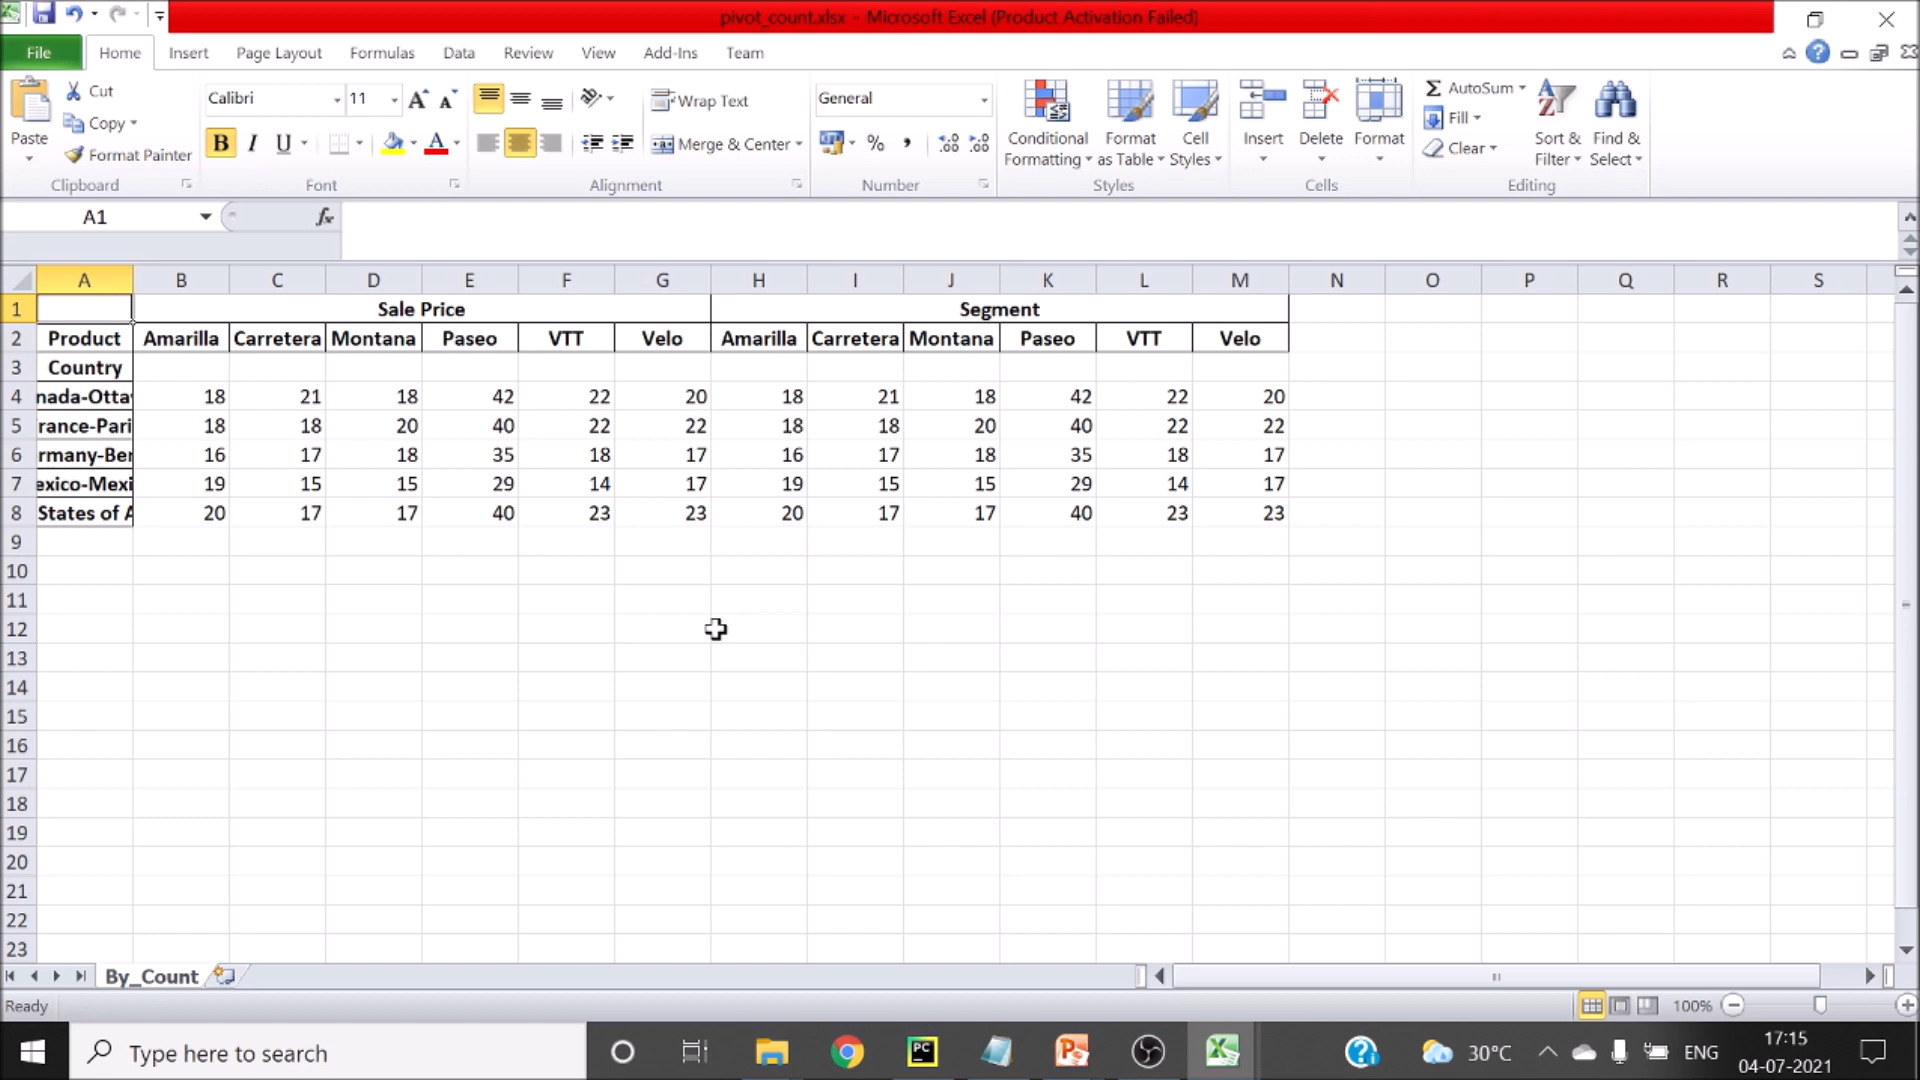 pivot_count.xlsx - Microsoft Excel (Product Activation Failed)
File Home Insert Page Layout Formulas Data Review View Add-Ins Team
Cut
Copy
Format Painter
Paste
Clipboard
Calibri 11
B I U
Font
Wrap Text
Merge & Center
Alignment
General
%
Number
Conditional Formatting
Format as Table
Cell Styles
Styles
Insert Delete Format
Cells
AutoSum
Fill
Clear
Sort & Filter
Find & Select
Editing
A1 fx
A B C D E F G H I J K L M N O P Q R S
1 Sale Price Segment
2 Product Amarilla Carretera Montana Paseo VTT Velo Amarilla Carretera Montana Paseo VTT Velo
3 Country
4 nada-Otta 18 21 18 42 22 20 18 21 18 42 22 20
5 rance-Pari 18 18 20 40 22 22 18 18 20 40 22 22
6 rmany-Ber 16 17 18 35 18 17 16 17 18 35 18 17
7 exico-Mexi 19 15 15 29 14 17 19 15 15 29 14 17
8 States of A 20 17 17 40 23 23 20 17 17 40 23 23
9
10
11
12
13
14
15
16
17
18
19
20
21
22
23
By_Count
Ready 100%
Type here to search
PC
30°C
ENG
17:15
04-07-2021